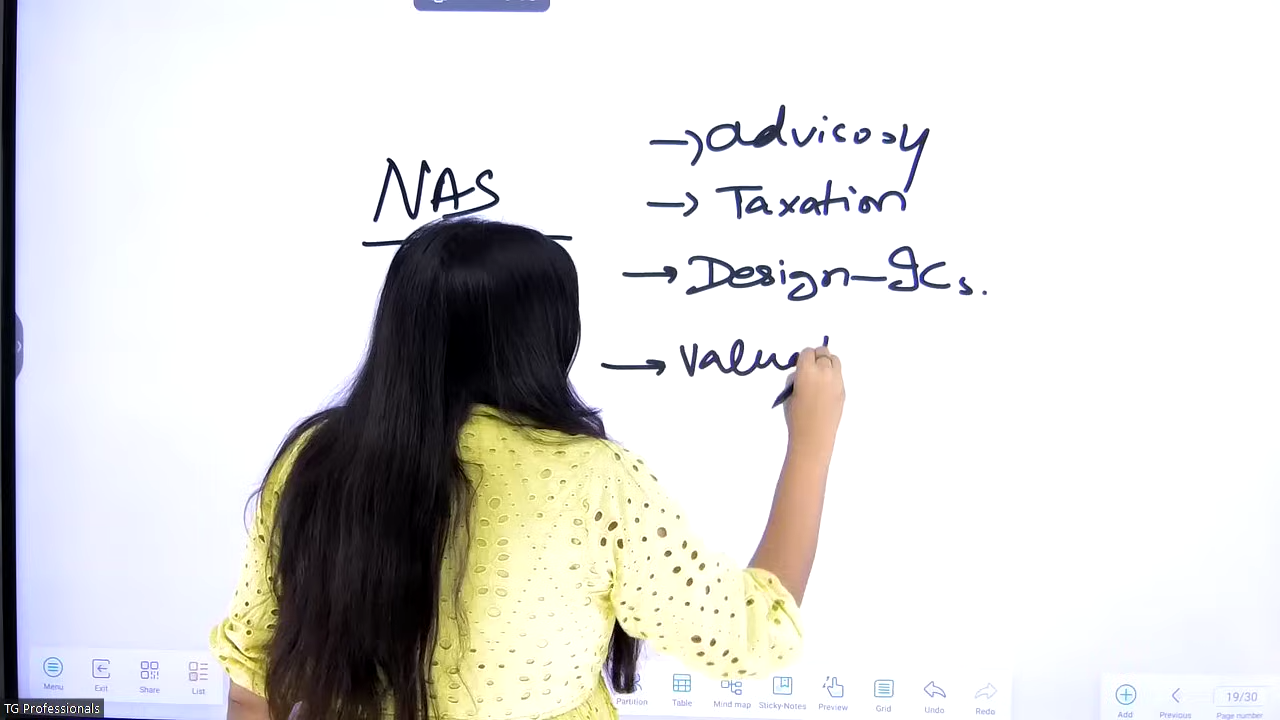 NAS
→ advisory
→ Taxation
→ Design-ICs.
→
Menu
Exit
Share
List
Partition
Table
Mind map
Sticky-Notes
Preview
Grid
Undo
Redo
Add
Previous
19/30
Page number
TG Professionals